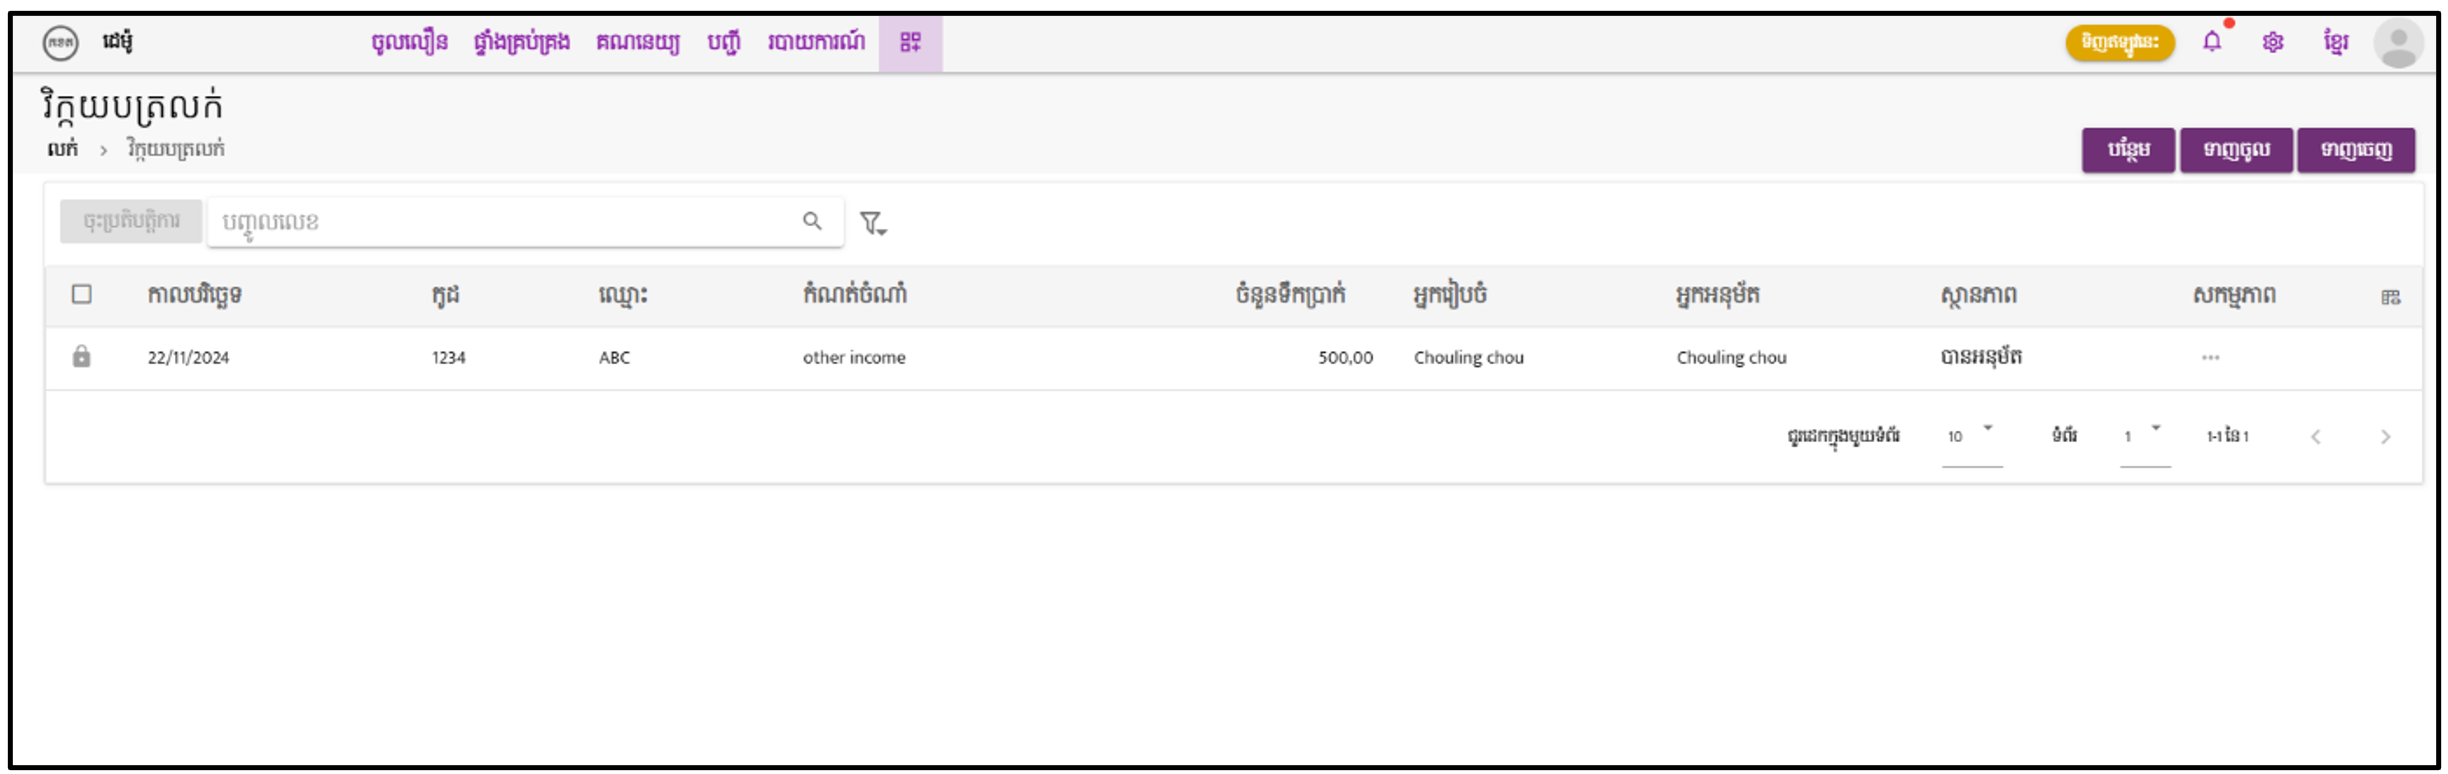 កខគ ដេម៉ូ ចូលលឿន ផ្ទាំងគ្រប់គ្រង គណនេយ្យ បញ្ជី របាយការណ៍ ទិញឥឡូវនេះ ខ្មែរ
វិក្កយបត្រលក់
លក់ > វិក្កយបត្រលក់ បន្ថែម ទាញចូល ទាញចេញ
ចុះប្រតិបត្តិការ បញ្ចូលលេខ
កាលបរិច្ឆេទ កូដ ឈ្មោះ កំណត់ចំណាំ ចំនួនទឹកប្រាក់ អ្នករៀបចំ អ្នកអនុម័ត ស្ថានភាព សកម្មភាព
22/11/2024 1234 ABC other income 500,00 Chouling chou Chouling chou បានអនុម័ត ...
ជួរដេកក្នុងមួយទំព័រ 10 ទំព័រ 1 1-1 នៃ 1